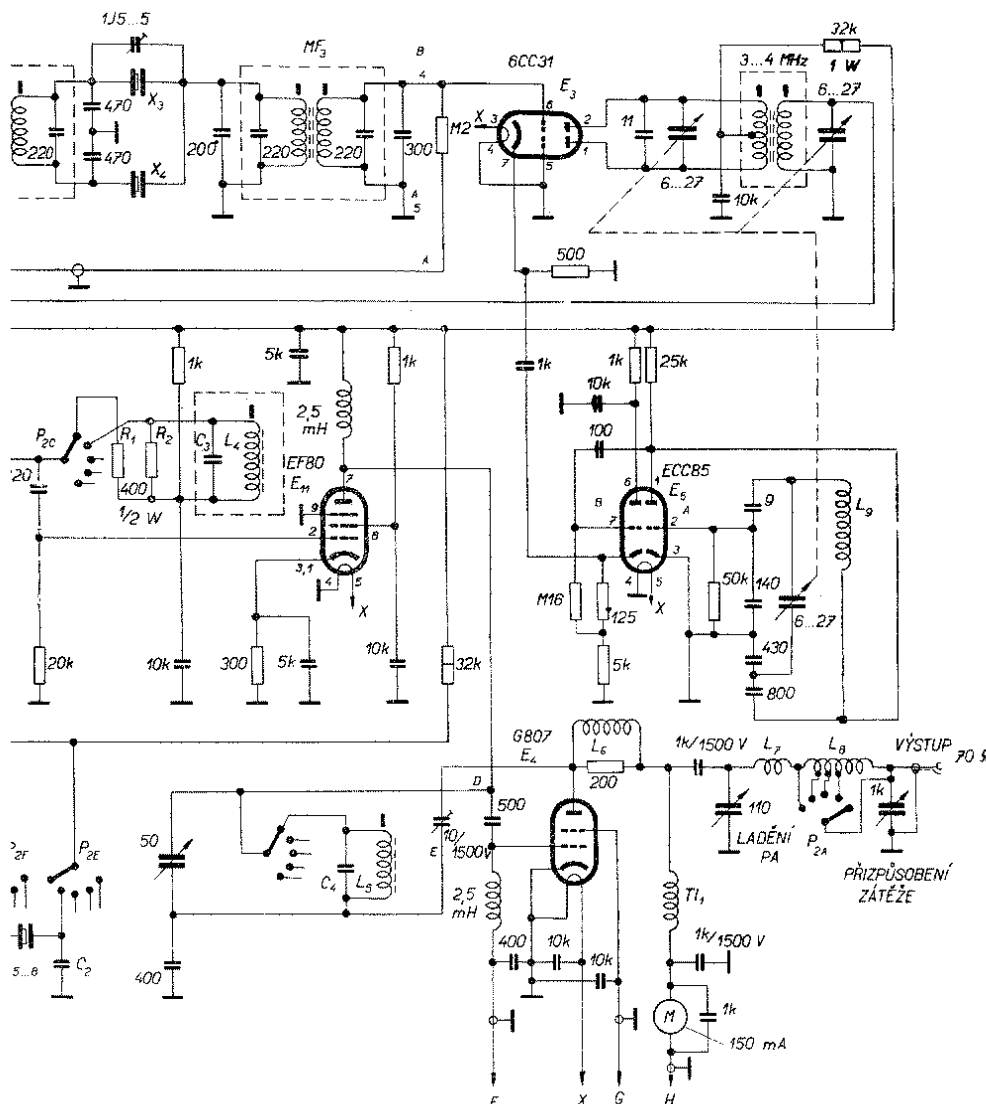 1J5...5
MF₃
B
4
6CC31
E₃
32k
1 W
3...4 MHz
6...27
470
X₃
220
470
X₄
200
220
220
300
M2
X
3
4
7
6
5
2
1
11
6...27
10k
A
5
A
500
1k
5k
2,5
mH
1k
1k
1k
25k
10k
100
P₂C
R₁
R₂
C₃
L₄
EF80
E₁₁
7
9
2
8
3,1
4
5
X
400
1/2 W
20k
10k
300
5k
10k
32k
ECC85
E₅
6
1
B
A
7
2
3
4
5
X
M16
125
5k
50k
9
140
430
800
6...27
L₉
G807
E₄
L₆
200
1k/1500 V
L₇
L₈
VÝSTUP
70
110
LADĚNÍ
PA
P₂A
1k
PŘIZPŮSOBENÍ
ZÁTĚŽE
D
500
10/
1500V
E
50
C₄
L₅
2,5
mH
P₂F
P₂E
5...8
C₂
400
400
10k
10k
Tl₁
1k/1500 V
M
1k
150 mA
F
X
G
H